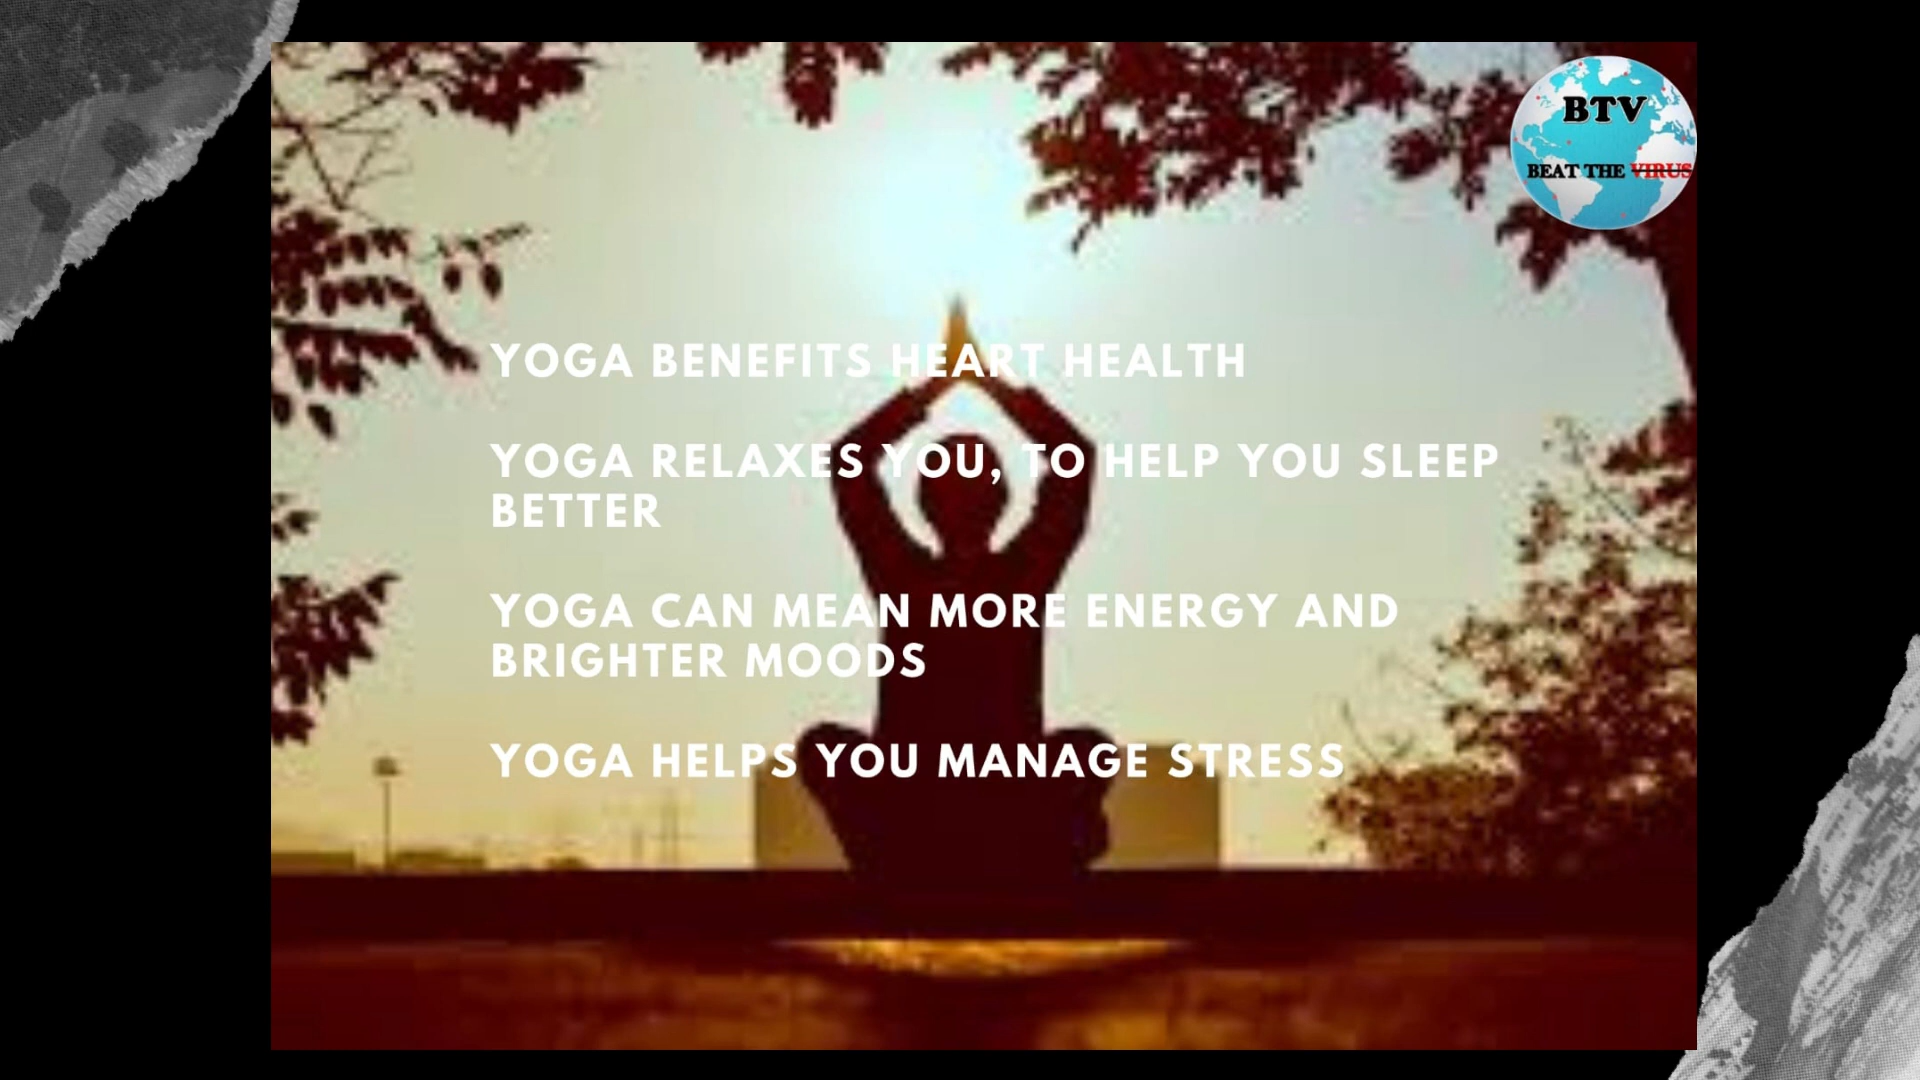 BTV
BEAT THE VIRUS
YOGA BENEFITS HEART HEALTH
YOGA RELAXES YOU, TO HELP YOU SLEEP
BETTER
YOGA CAN MEAN MORE ENERGY AND
BRIGHTER MOODS
YOGA HELPS YOU MANAGE STRESS